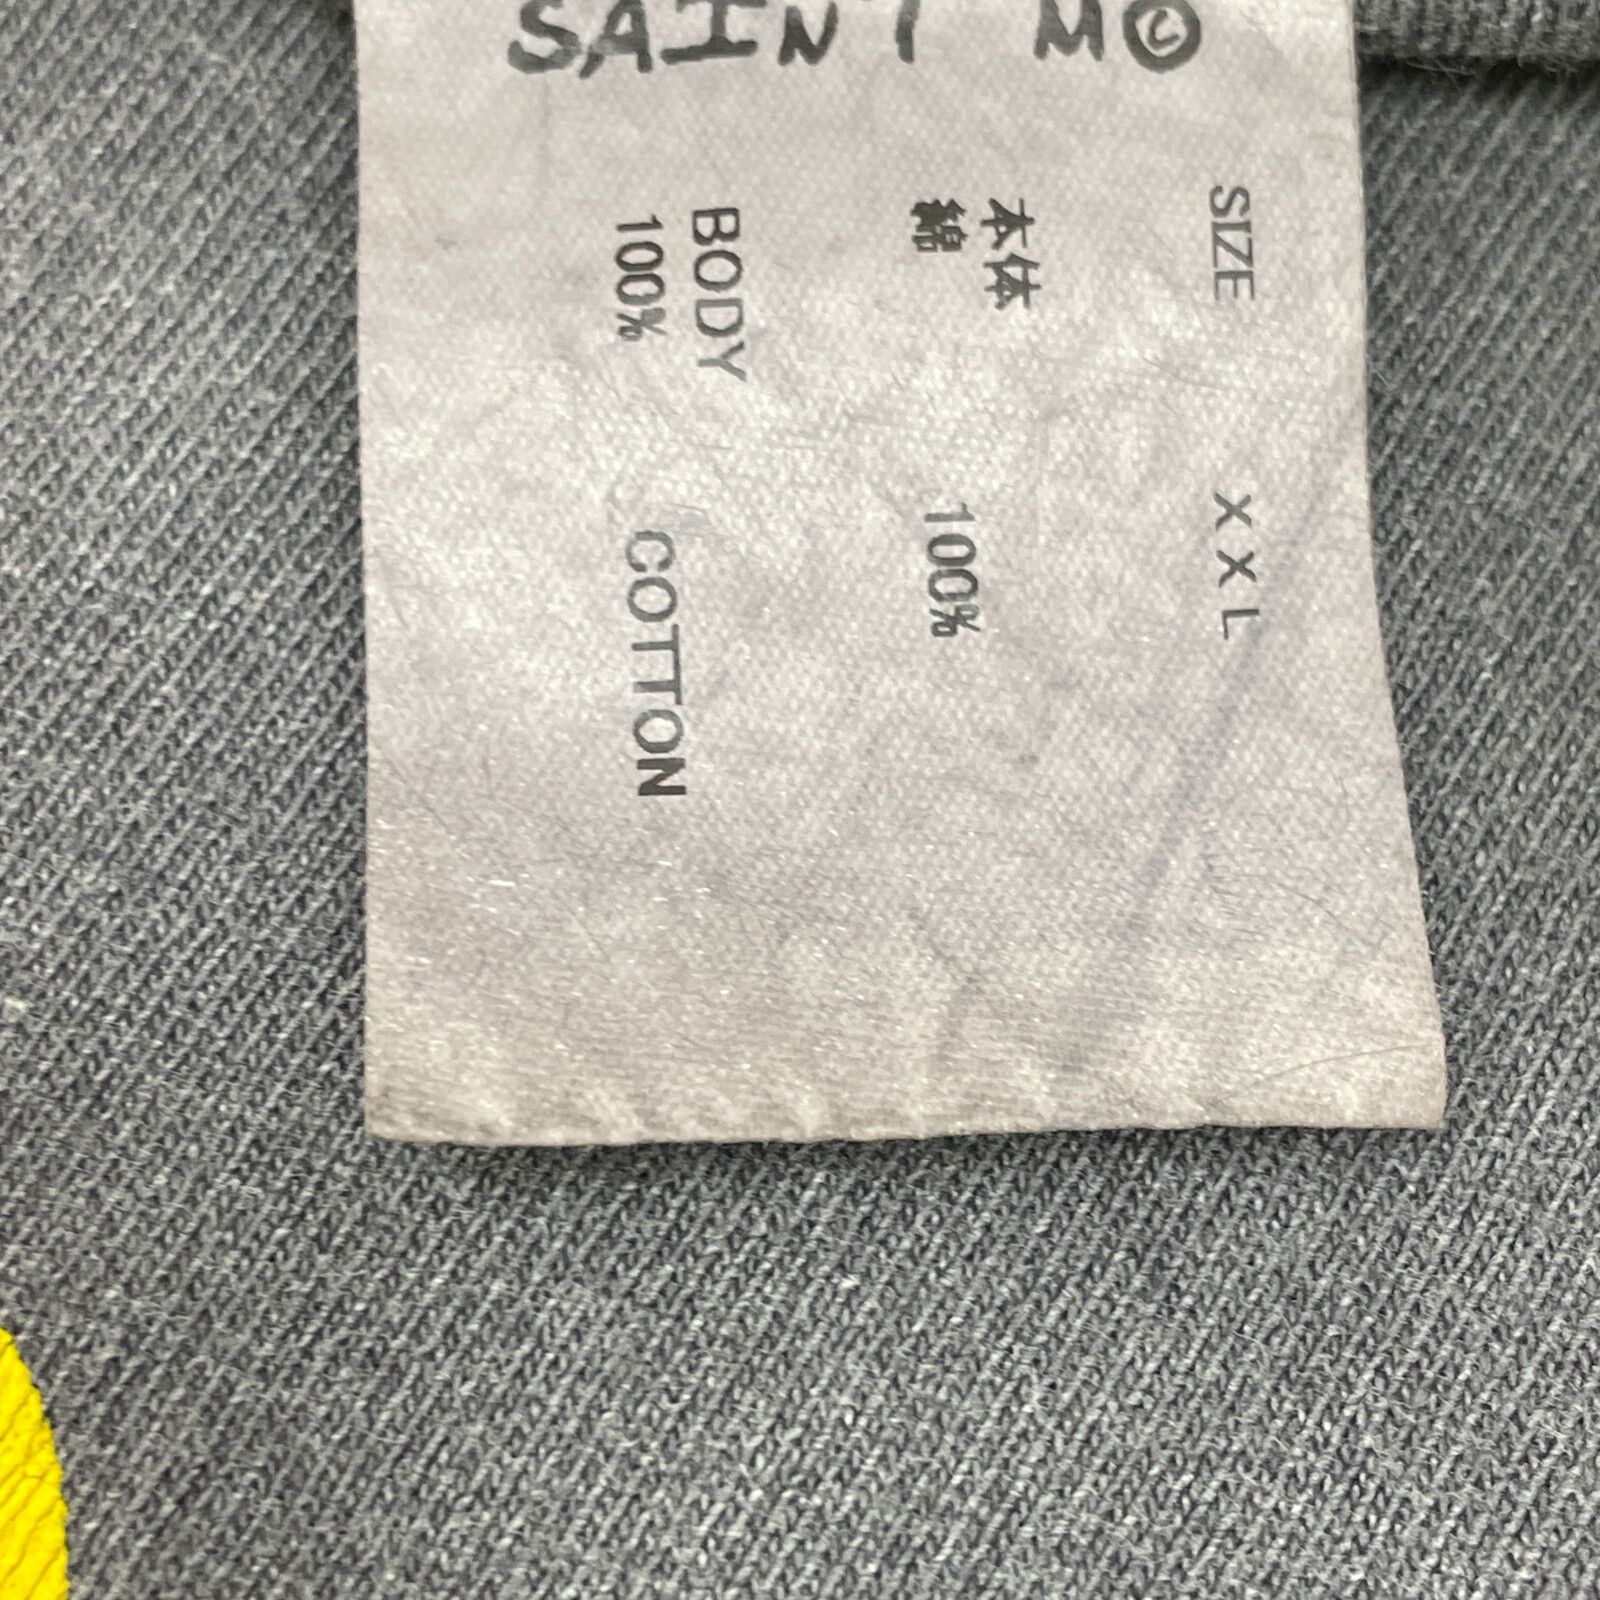 SAINT M
SIZE XXL
本体
綿 100%
BODY
100% COTTON